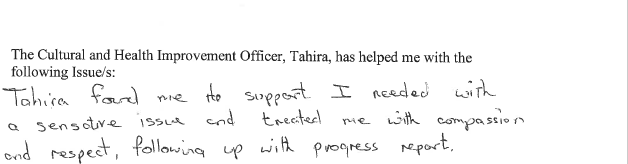 The Cultural and Health Improvement Officer, Tahira, has helped me with the
following Issue/s:
Tahira found me the support I needed with
a sensotive issue and treated me with compassion
and respect, following up with progress report.